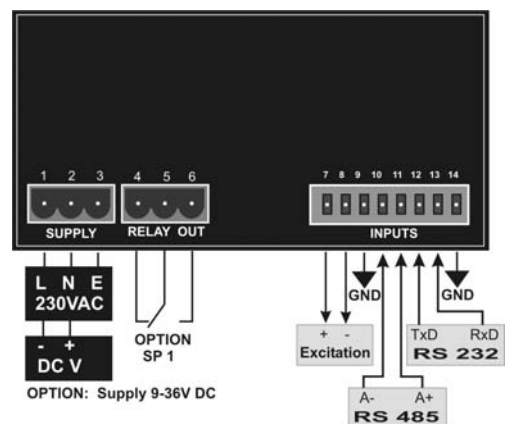 1 2 3 4 5 6 7 8 9 10 11 12 13 14
SUPPLY RELAY OUT INPUTS
L N E
230VAC
- +
DC V
OPTION
SP 1
OPTION: Supply 9-36V DC
GND GND
+ -
Excitation
TxD RxD
RS 232
A- A+
RS 485